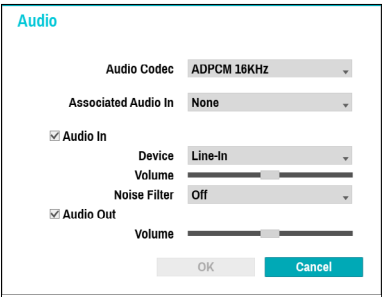 Audio
Audio Codec ADPCM 16KHz
Associated Audio In None
Audio In
Device Line-In
Volume
Noise Filter Off
Audio Out
Volume
OK Cancel